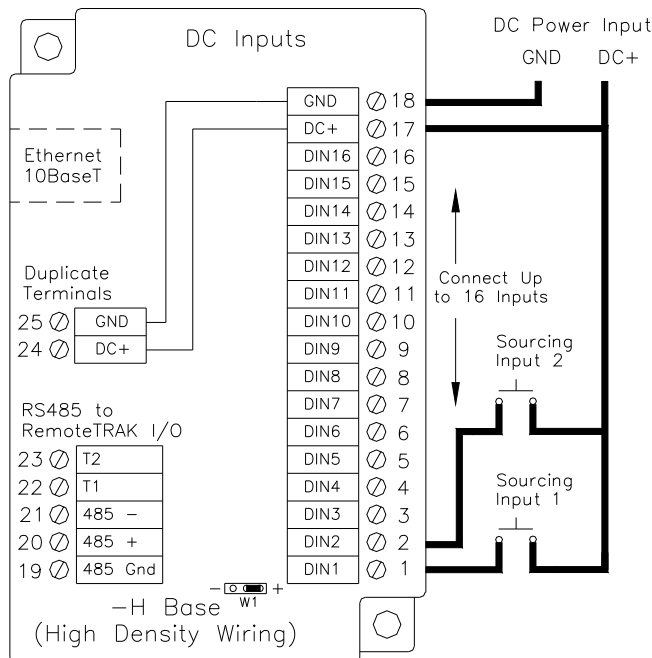 DC Inputs
DC Power Input
GND DC+
GND 18
DC+ 17
DIN16 16
DIN15 15
DIN14 14
DIN13 13
DIN12 12
DIN11 11
DIN10 10
DIN9 9
DIN8 8
DIN7 7
DIN6 6
DIN5 5
DIN4 4
DIN3 3
DIN2 2
DIN1 1
Ethernet
10BaseT
Duplicate
Terminals
25 GND
24 DC+
RS485 to
RemoteTRAK I/O
23 T2
22 T1
21 485 -
20 485 +
19 485 Gnd
- +
W1
-H Base
(High Density Wiring)
Connect Up
to 16 Inputs
Sourcing
Input 2
Sourcing
Input 1